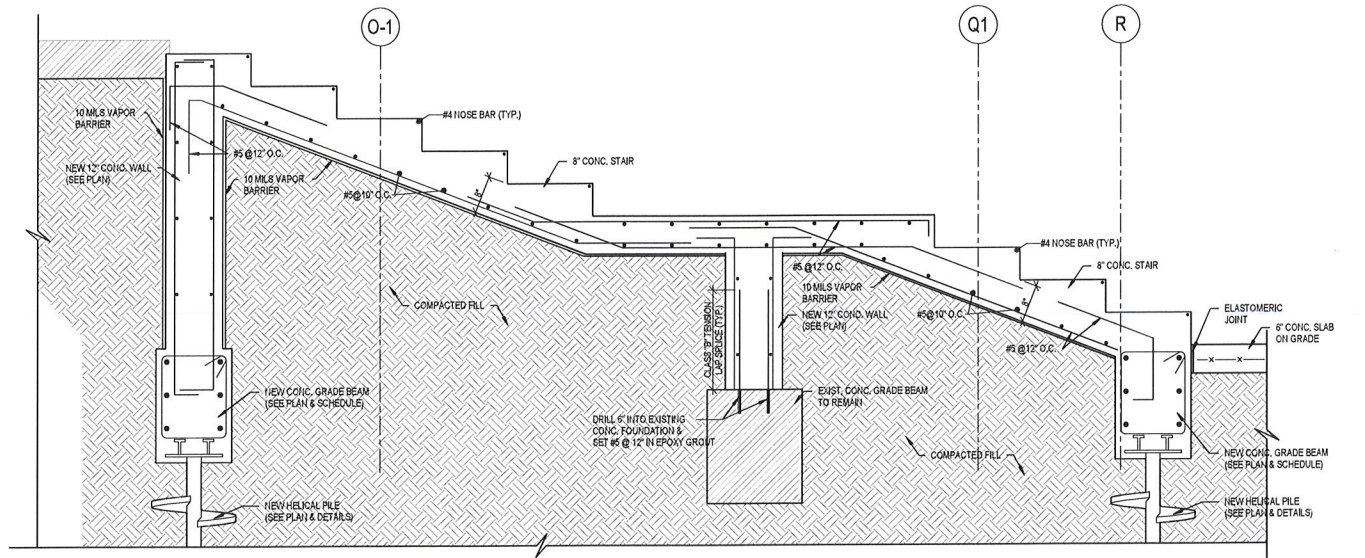 O-1
Q1
R
10 MILS VAPOR
BARRIER
#4 NOSE BAR (TYP.)
#5 @12" O.C.
8" CONC. STAIR
NEW 12" CONC. WALL
(SEE PLAN)
10 MILS VAPOR
BARRIER
#5@10" O.C.
8"
#4 NOSE BAR (TYP.)
#5 @12" O.C.
8" CONC. STAIR
10 MILS VAPOR
BARRIER
8"
COMPACTED FILL
CLASS "B" TENSION
LAP SPLICE (TYP.)
NEW 12" CONC. WALL
(SEE PLAN)
#5@10" O.C.
ELASTOMERIC
JOINT
6" CONC. SLAB
ON GRADE
#5 @12" O.C.
NEW CONC. GRADE BEAM
(SEE PLAN & SCHEDULE)
EXIST. CONC. GRADE BEAM
TO REMAIN
DRILL 6" INTO EXISTING
CONC. FOUNDATION &
SET #5 @ 12" IN EPOXY GROUT
COMPACTED FILL
NEW CONC. GRADE BEAM
(SEE PLAN & SCHEDULE)
NEW HELICAL PILE
(SEE PLAN & DETAILS)
NEW HELICAL PILE
(SEE PLAN & DETAILS)